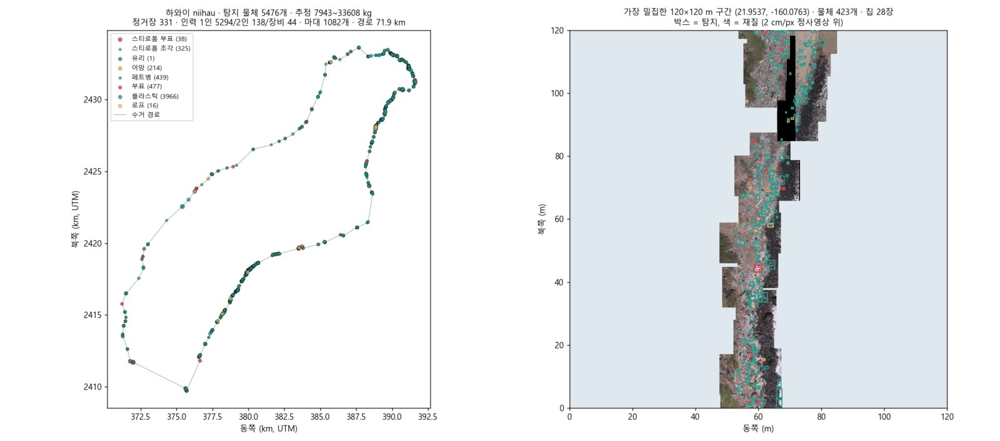 하와이 niihau · 탐지 물체 5476개 · 추정 7943~33608 kg
정거장 331 · 인력 1인 5294/2인 138/장비 44 · 마대 1082개 · 경로 71.9 km
스티로폼 부표 (38)
스티로폼 조각 (325)
유리 (1)
어망 (214)
페트병 (439)
부표 (477)
플라스틱 (3966)
로프 (16)
수거 경로
북쪽 (km, UTM)
2430
2425
2420
2415
2410
372.5 375.0 377.5 380.0 382.5 385.0 387.5 390.0 392.5
동쪽 (km, UTM)
가장 밀집한 120×120 m 구간 (21.9537, -160.0763) · 물체 423개 · 칩 28장
박스 = 탐지, 색 = 재질 (2 cm/px 정사영상 위)
북쪽 (m)
120
100
80
60
40
20
0
0 20 40 60 80 100 120
동쪽 (m)